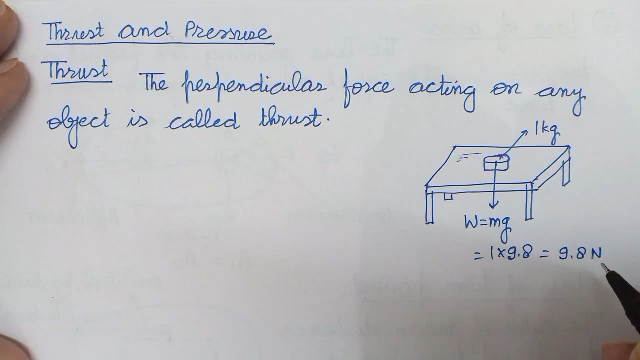 Thrust and Pressure
Thrust The perpendicular force acting on any
object is called thrust.
1kg
W=mg
= 1×9.8 = 9.8N